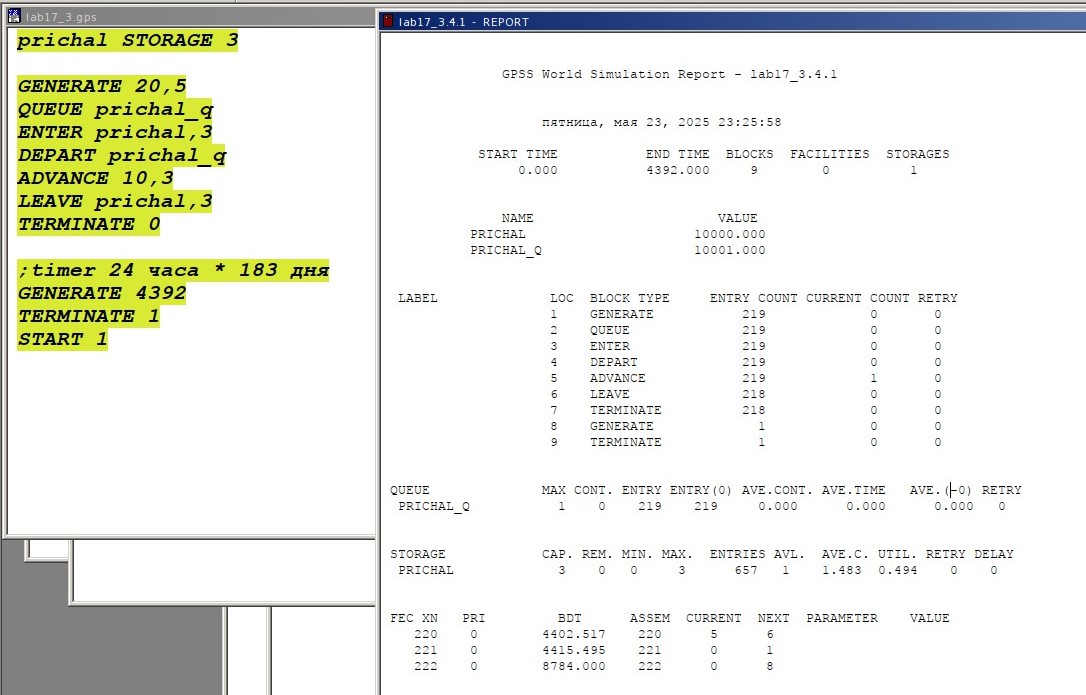 lab17_3.gps
prichal STORAGE 3
GENERATE 20,5
QUEUE prichal_q
ENTER prichal,3
DEPART prichal_q
ADVANCE 10,3
LEAVE prichal,3
TERMINATE 0
;timer 24 часа * 183 дня
GENERATE 4392
TERMINATE 1
START 1
lab17_3.4.1 - REPORT
GPSS World Simulation Report - lab17_3.4.1
пятница, мая 23, 2025 23:25:58
START TIME END TIME BLOCKS FACILITIES STORAGES
0.000 4392.000 9 0 1
NAME VALUE
PRICHAL 10000.000
PRICHAL_Q 10001.000
LABEL LOC BLOCK TYPE ENTRY COUNT CURRENT COUNT RETRY
1 GENERATE 219 0 0
2 QUEUE 219 0 0
3 ENTER 219 0 0
4 DEPART 219 0 0
5 ADVANCE 219 1 0
6 LEAVE 218 0 0
7 TERMINATE 218 0 0
8 GENERATE 1 0 0
9 TERMINATE 1 0 0
QUEUE MAX CONT. ENTRY ENTRY(0) AVE.CONT. AVE.TIME AVE.(-0) RETRY
PRICHAL_Q 1 0 219 219 0.000 0.000 0.000 0
STORAGE CAP. REM. MIN. MAX. ENTRIES AVL. AVE.C. UTIL. RETRY DELAY
PRICHAL 3 0 0 3 657 1 1.483 0.494 0 0
FEC XN PRI BDT ASSEM CURRENT NEXT PARAMETER VALUE
220 0 4402.517 220 5 6
221 0 4415.495 221 0 1
222 0 8784.000 222 0 8